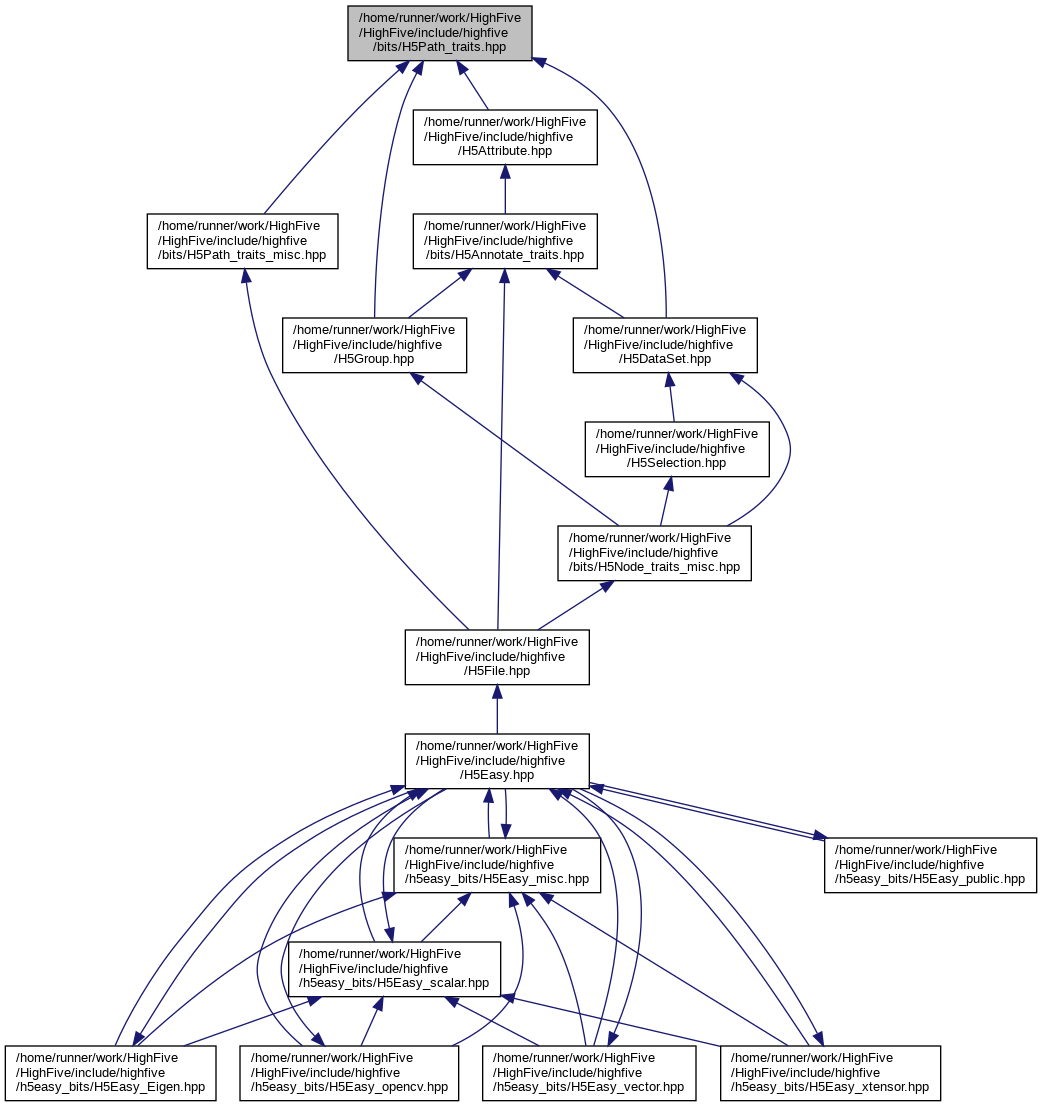 /home/runner/work/HighFive
/HighFive/include/highfive
/bits/H5Path_traits.hpp
/home/runner/work/HighFive
/HighFive/include/highfive
/H5Attribute.hpp
/home/runner/work/HighFive
/HighFive/include/highfive
/bits/H5Path_traits_misc.hpp
/home/runner/work/HighFive
/HighFive/include/highfive
/bits/H5Annotate_traits.hpp
/home/runner/work/HighFive
/HighFive/include/highfive
/H5Group.hpp
/home/runner/work/HighFive
/HighFive/include/highfive
/H5DataSet.hpp
/home/runner/work/HighFive
/HighFive/include/highfive
/H5Selection.hpp
/home/runner/work/HighFive
/HighFive/include/highfive
/bits/H5Node_traits_misc.hpp
/home/runner/work/HighFive
/HighFive/include/highfive
/H5File.hpp
/home/runner/work/HighFive
/HighFive/include/highfive
/H5Easy.hpp
/home/runner/work/HighFive
/HighFive/include/highfive
/h5easy_bits/H5Easy_misc.hpp
/home/runner/work/HighFive
/HighFive/include/highfive
/h5easy_bits/H5Easy_public.hpp
/home/runner/work/HighFive
/HighFive/include/highfive
/h5easy_bits/H5Easy_scalar.hpp
/home/runner/work/HighFive
/HighFive/include/highfive
/h5easy_bits/H5Easy_Eigen.hpp
/home/runner/work/HighFive
/HighFive/include/highfive
/h5easy_bits/H5Easy_opencv.hpp
/home/runner/work/HighFive
/HighFive/include/highfive
/h5easy_bits/H5Easy_vector.hpp
/home/runner/work/HighFive
/HighFive/include/highfive
/h5easy_bits/H5Easy_xtensor.hpp